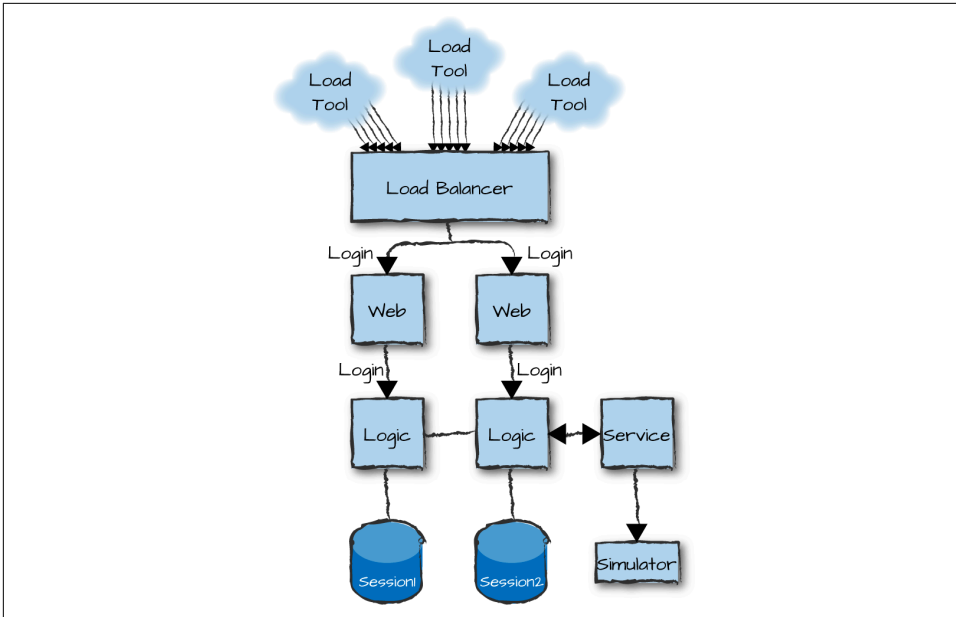 Load
Tool
Load
Tool
Load
Tool
Load Balancer
Login
Login
Web
Web
Login
Login
Logic
Logic
Service
Session1
Session2
Simulator